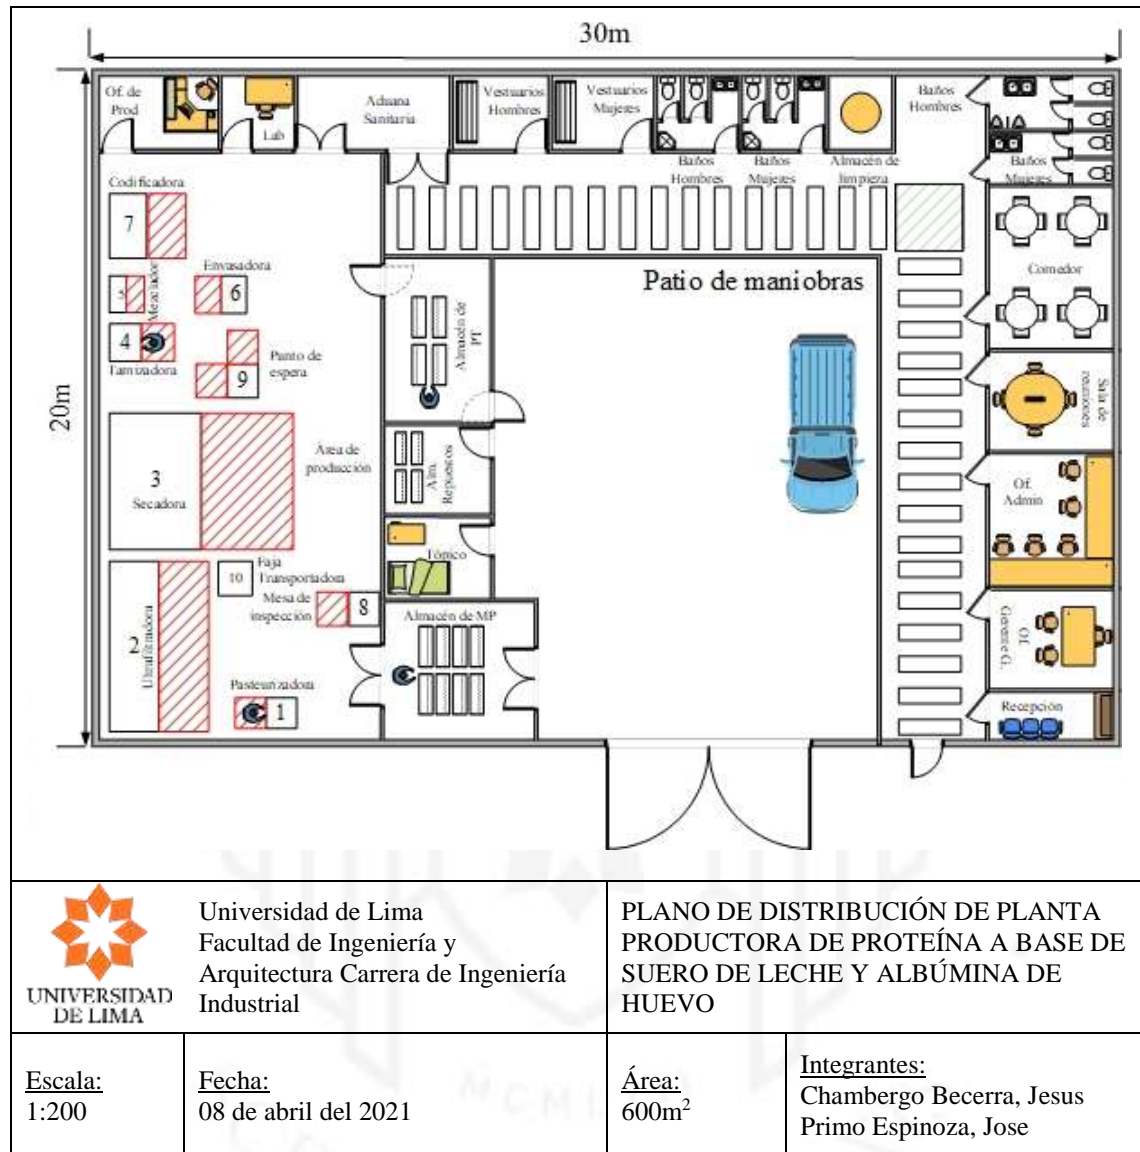 30m
20m
Of. de
Prod
Lab
Aduana
Sanitaria
Vestuarios
Hombres
Vestuarios
Mujeres
Baños
Hombres
Baños
Mujeres
Almacén de
limpieza
Baños
Hombres
Baños
Mujeres
Codificadora
7
Mezclador
5
Envasadora
6
4
Tamizadora
Punto de
espera
9
Almacén de
PT
Patio de maniobras
Comedor
Sala de
reuniones
3
Secadora
Área de
producción
Alm.
Repuestos
Of.
Admin
Tópico
10
Faja
Transportadora
Mesa de
inspección
8
2
Ultrafiltradora
Almacén de MP
Of.
Gerente G.
Pasteurizadora
1
Recepción
UNIVERSIDAD
DE LIMA
Universidad de Lima
Facultad de Ingeniería y
Arquitectura Carrera de Ingeniería
Industrial
PLANO DE DISTRIBUCIÓN DE PLANTA
PRODUCTORA DE PROTEÍNA A BASE DE
SUERO DE LECHE Y ALBÚMINA DE
HUEVO
Escala:
1:200
Fecha:
08 de abril del 2021
Área:
600m²
Integrantes:
Chambergo Becerra, Jesus
Primo Espinoza, Jose